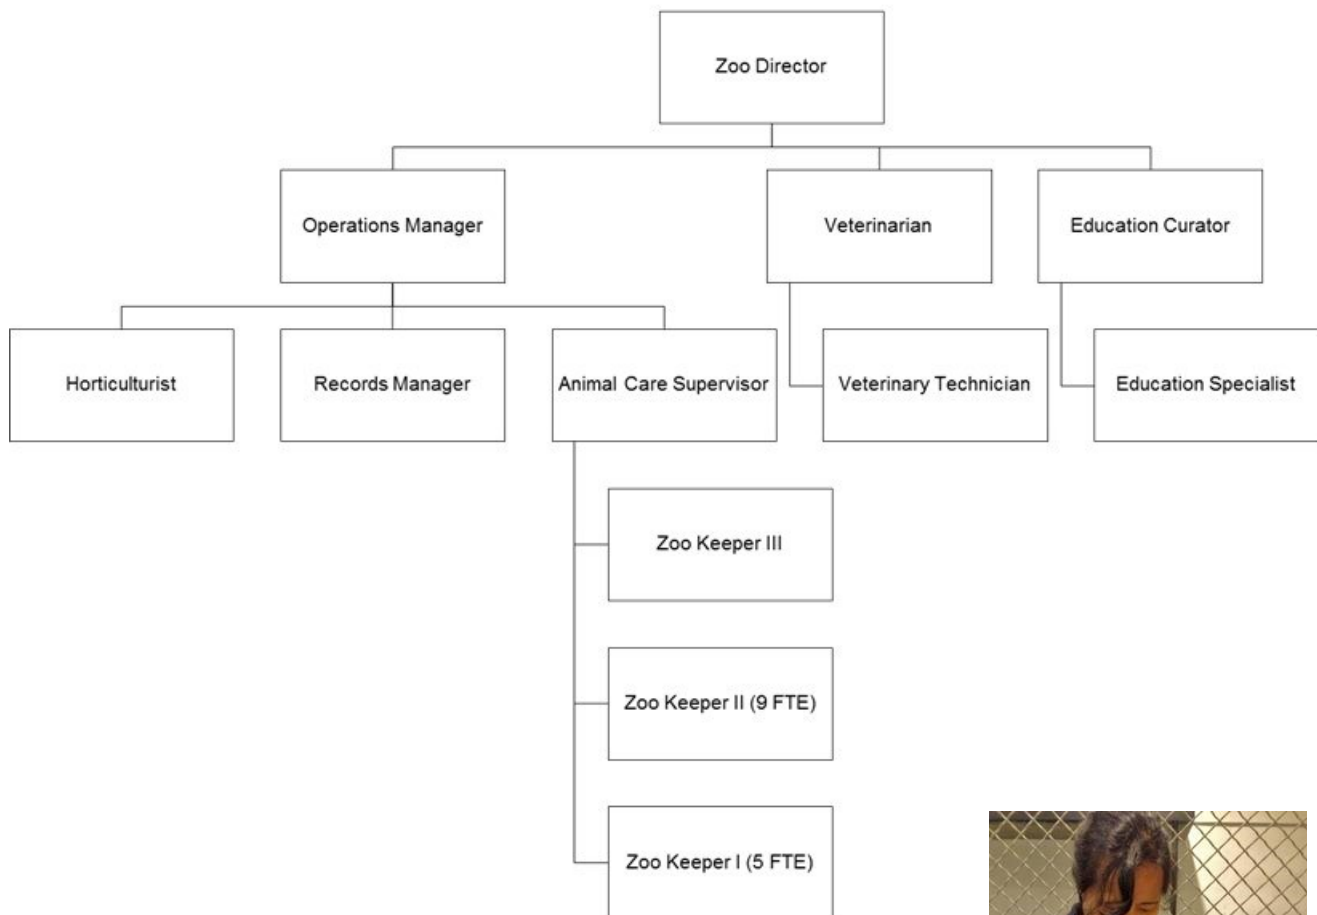 Zoo Director
Operations Manager
Veterinarian
Education Curator
Horticulturist
Records Manager
Animal Care Supervisor
Veterinary Technician
Education Specialist
Zoo Keeper III
Zoo Keeper II (9 FTE)
Zoo Keeper I (5 FTE)